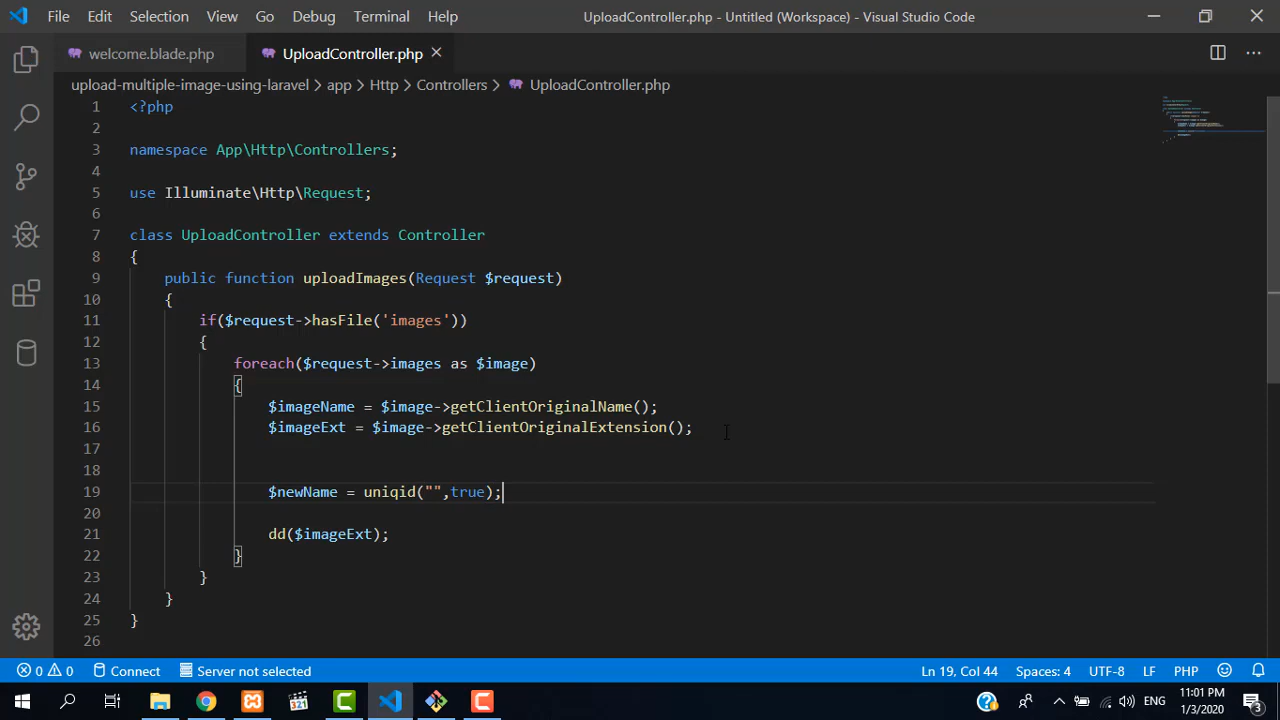 File Edit Selection View Go Debug Terminal Help UploadController.php - Untitled (Workspace) - Visual Studio Code
welcome.blade.php UploadController.php
upload-multiple-image-using-laravel > app > Http > Controllers > UploadController.php
1 <?php
2
3 namespace App\Http\Controllers;
4
5 use Illuminate\Http\Request;
6
7 class UploadController extends Controller
8 {
9 public function uploadImages(Request $request)
10 {
11 if($request->hasFile('images'))
12 {
13 foreach($request->images as $image)
14 {
15 $imageName = $image->getClientOriginalName();
16 $imageExt = $image->getClientOriginalExtension();
17
18
19 $newName = uniqid("",true);
20
21 dd($imageExt);
22 }
23 }
24 }
25 }
26
0 0 Connect Server not selected Ln 19, Col 44 Spaces: 4 UTF-8 LF PHP
321 ENG 11:01 PM
1/3/2020 3